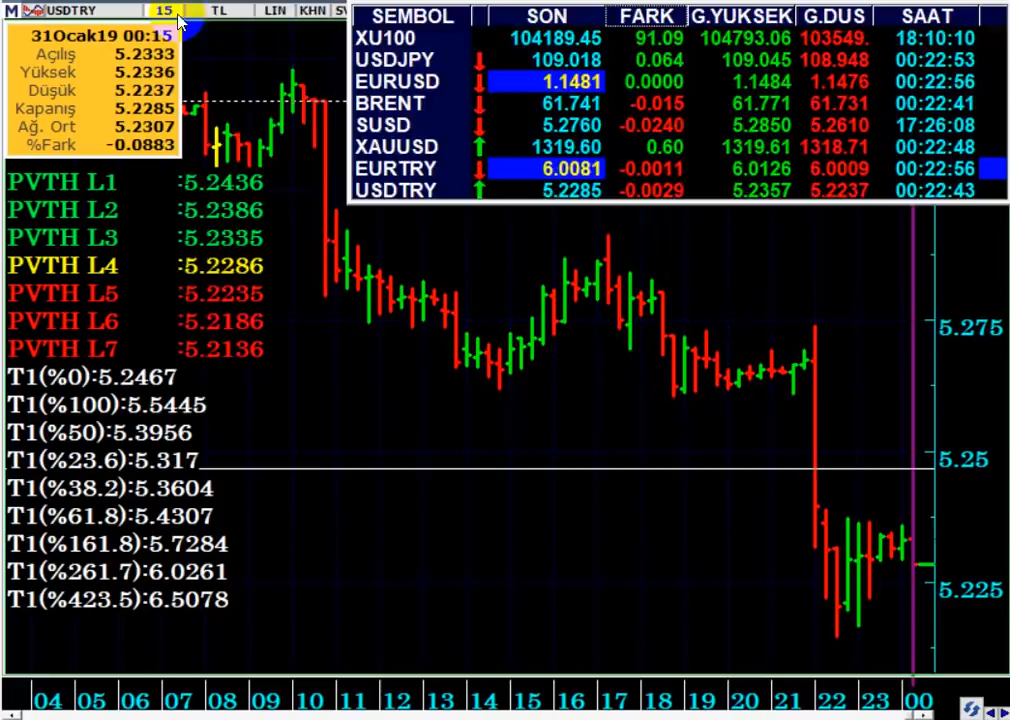 M USDTRY 15 TL LIN KHN SV
31Ocak19 00:15
Açılış 5.2333
Yüksek 5.2336
Düşük 5.2237
Kapanış 5.2285
Ağ. Ort 5.2307
%Fark -0.0883
SEMBOL SON FARK G.YUKSEK G.DUS SAAT
XU100 104189.45 91.09 104793.06 103549. 18:10:10
USDJPY 109.018 0.064 109.045 108.948 00:22:53
EURUSD 1.1481 0.0000 1.1484 1.1476 00:22:56
BRENT 61.741 -0.015 61.771 61.731 00:22:41
SUSD 5.2760 -0.0240 5.2850 5.2610 17:26:08
XAUUSD 1319.60 0.60 1319.61 1318.71 00:22:48
EURTRY 6.0081 -0.0011 6.0126 6.0009 00:22:56
USDTRY 5.2285 -0.0029 5.2357 5.2237 00:22:43
PVTH L1 :5.2436
PVTH L2 :5.2386
PVTH L3 :5.2335
PVTH L4 :5.2286
PVTH L5 :5.2235
PVTH L6 :5.2186
PVTH L7 :5.2136
T1(%0):5.2467
T1(%100):5.5445
T1(%50):5.3956
T1(%23.6):5.317
T1(%38.2):5.3604
T1(%61.8):5.4307
T1(%161.8):5.7284
T1(%261.7):6.0261
T1(%423.5):6.5078
5.275
5.25
5.225
04 05 06 07 08 09 10 11 12 13 14 15 16 17 18 19 20 21 22 23 00